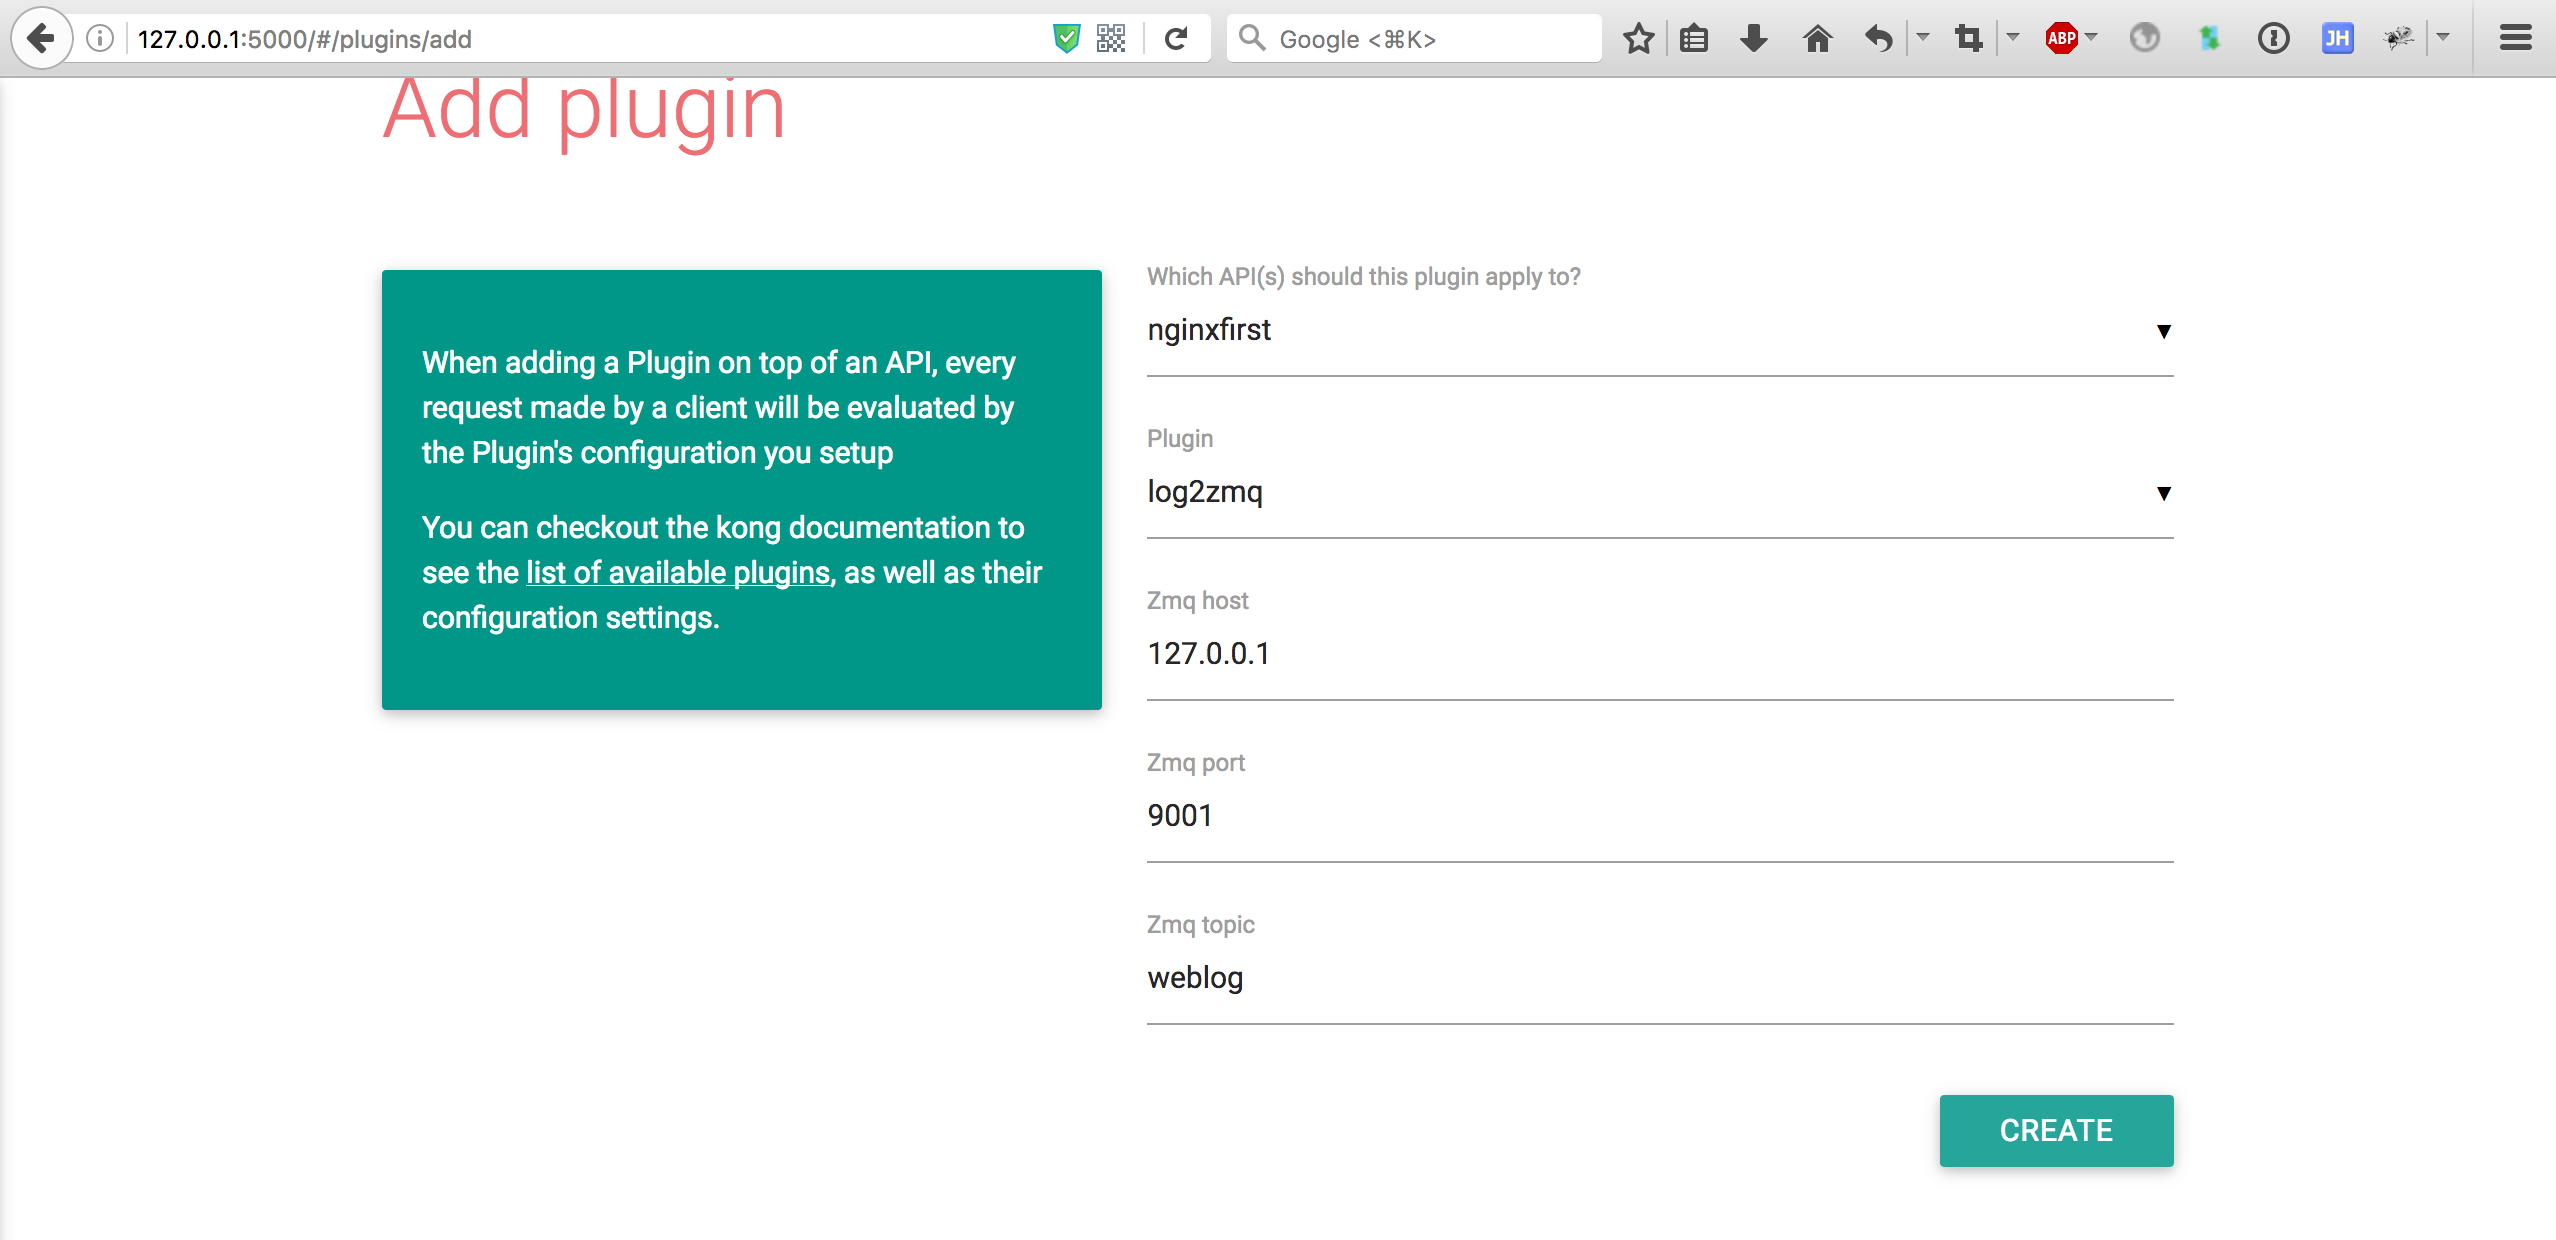 127.0.0.1:5000/#/plugins/add
Google <⌘K>
ABP
JH
Add plugin
When adding a Plugin on top of an API, every
request made by a client will be evaluated by
the Plugin's configuration you setup
You can checkout the kong documentation to
see the list of available plugins, as well as their
configuration settings.
Which API(s) should this plugin apply to?
nginxfirst
Plugin
log2zmq
Zmq host
127.0.0.1
Zmq port
9001
Zmq topic
weblog
CREATE